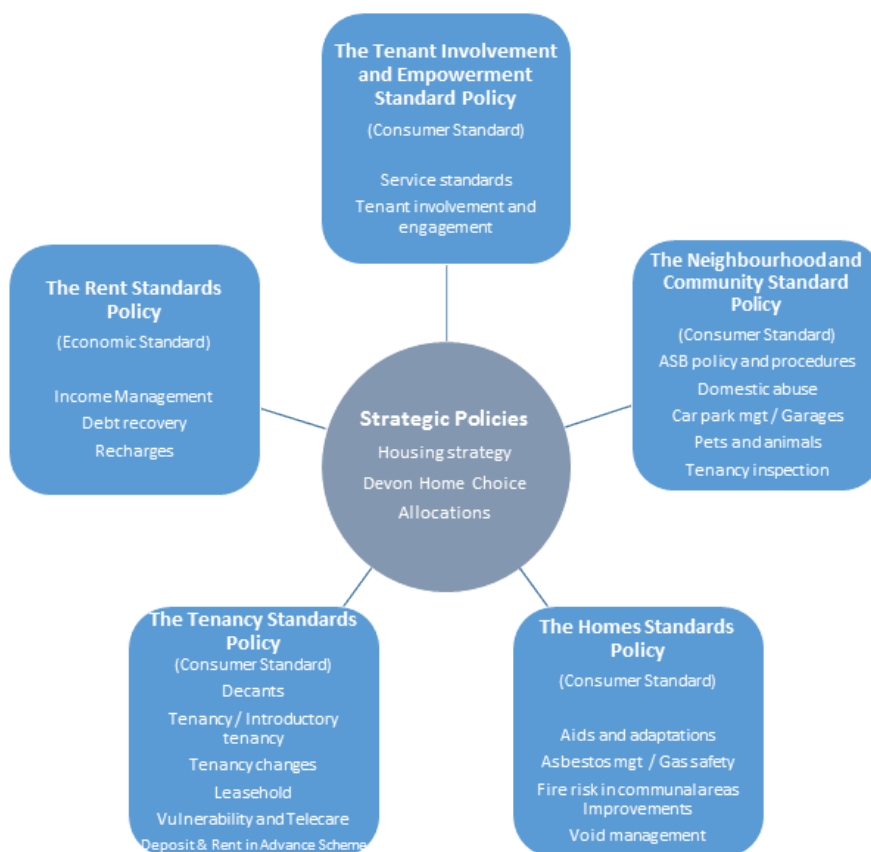 The Tenant Involvement
and Empowerment
Standard Policy
(Consumer Standard)
Service standards
Tenant involvement and
engagement
The Rent Standards
Policy
(Economic Standard)
Income Management
Debt recovery
Recharges
The Neighbourhood and
Community Standard
Policy
(Consumer Standard)
ASB policy and procedures
Domestic abuse
Car park mgt / Garages
Pets and animals
Tenancy inspection
Strategic Policies
Housing strategy
Devon Home Choice
Allocations
The Tenancy Standards
Policy
(Consumer Standard)
Decants
Tenancy / Introductory
tenancy
Tenancy changes
Leasehold
Vulnerability and Telecare
Deposit & Rent in Advance Scheme
The Homes Standards
Policy
(Consumer Standard)
Aids and adaptations
Asbestos mgt / Gas safety
Fire risk in communal areas
Improvements
Void management